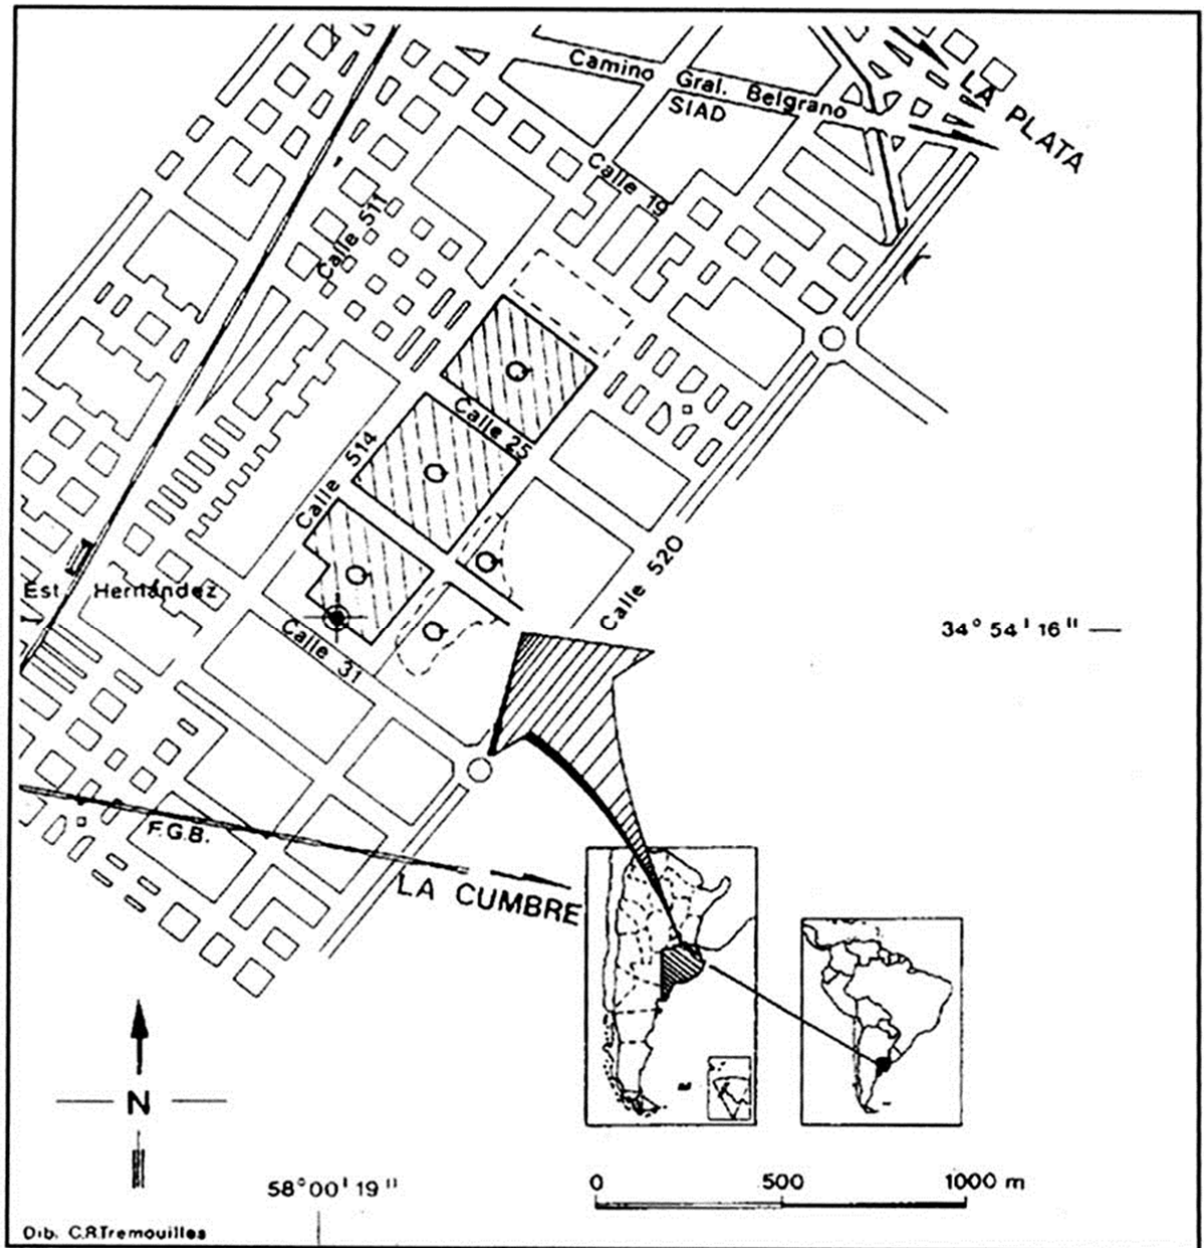 Camino Gral. Belgrano
SIAD
LA PLATA
Calle 19
Calle 511
Q
Calle 25
Q
Calle 514
Q
Q
Q
Calle 520
Est. Hernández
Calle 31
34° 54' 16"
F.G.B.
LA CUMBRE
N
58° 00' 19"
0 500 1000 m
Dib. C.R.Tremouilles